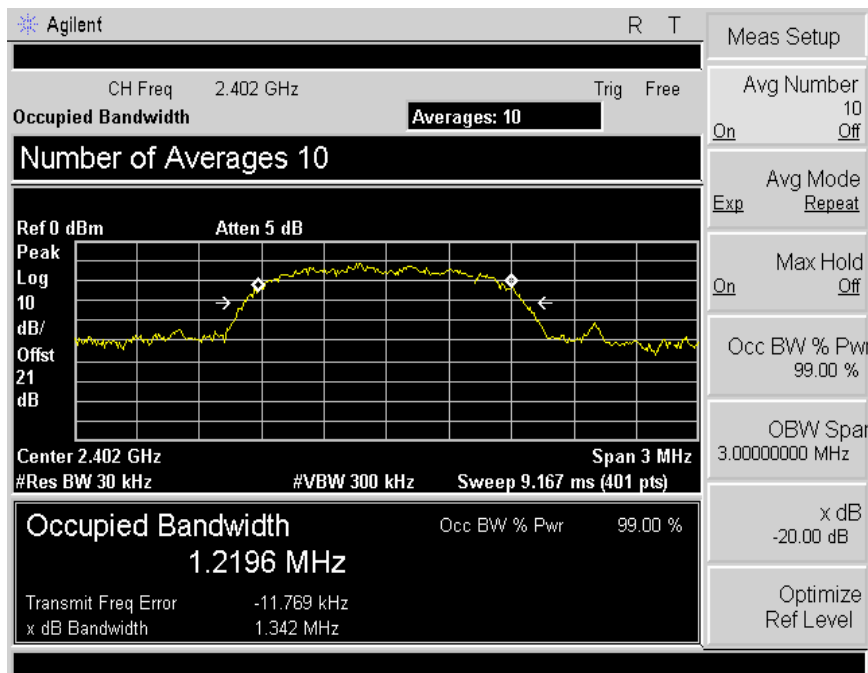 Agilent R T
CH Freq 2.402 GHz Trig Free
Occupied Bandwidth Averages: 10
Number of Averages 10
Ref 0 dBm Atten 5 dB
Peak
Log
10
dB/
Offst
21
dB
Center 2.402 GHz Span 3 MHz
#Res BW 30 kHz #VBW 300 kHz Sweep 9.167 ms (401 pts)
Occupied Bandwidth Occ BW % Pwr 99.00 %
1.2196 MHz
Transmit Freq Error -11.769 kHz
x dB Bandwidth 1.342 MHz
Meas Setup
Avg Number
10
On Off
Avg Mode
Exp Repeat
Max Hold
On Off
Occ BW % Pwr
99.00 %
OBW Span
3.00000000 MHz
x dB
-20.00 dB
Optimize
Ref Level